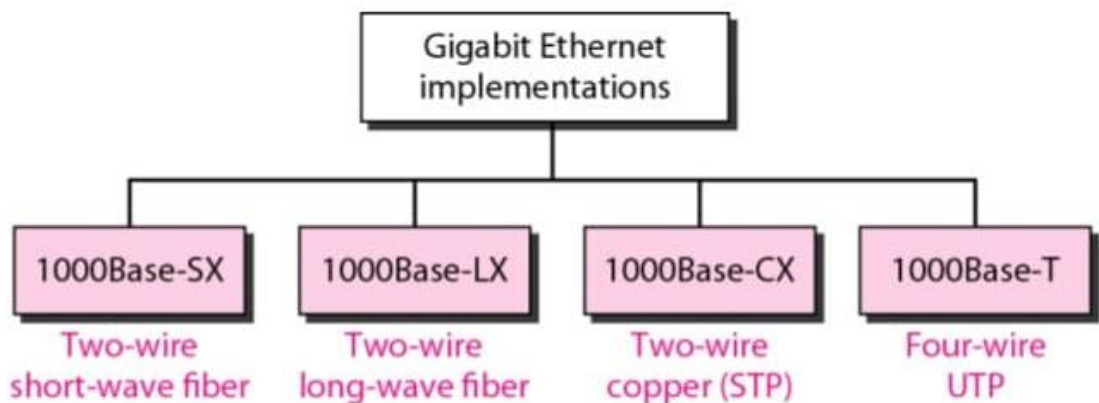 Gigabit Ethernet
implementations
1000Base-SX
1000Base-LX
1000Base-CX
1000Base-T
Two-wire
short-wave fiber
Two-wire
long-wave fiber
Two-wire
copper (STP)
Four-wire
UTP